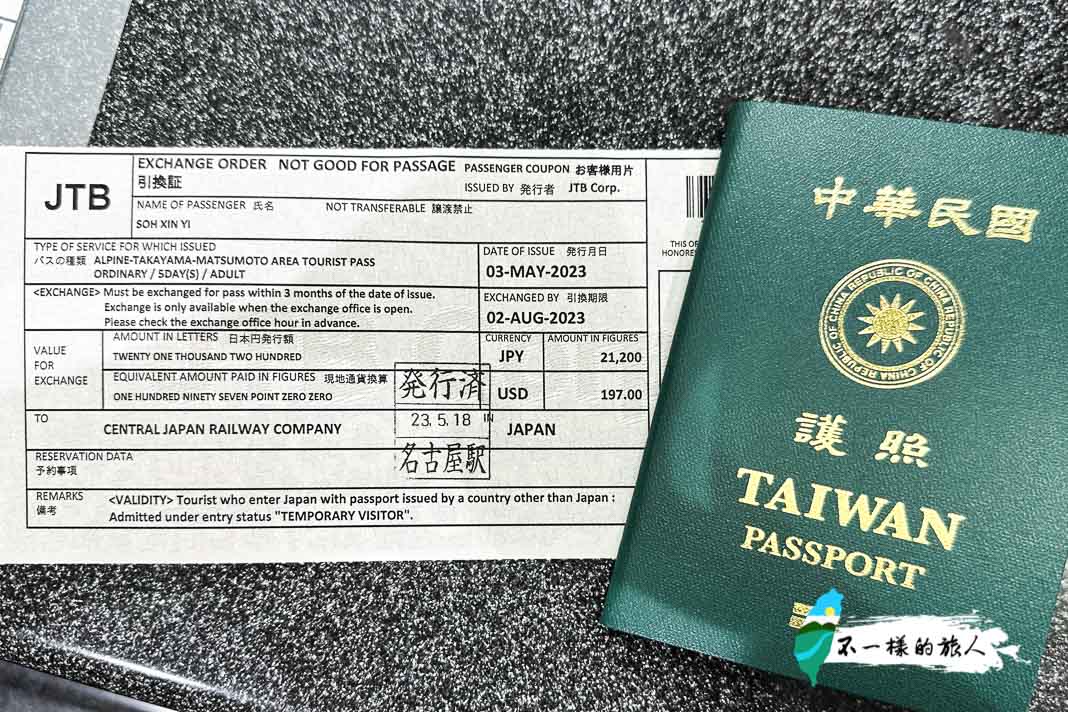 JTB
EXCHANGE ORDER NOT GOOD FOR PASSAGE PASSENGER COUPON お客様用片
引換証
ISSUED BY 発行者 JTB Corp.
NAME OF PASSENGER 氏名 NOT TRANSFERABLE 譲渡禁止
SOH XIN YI
TYPE OF SERVICE FOR WHICH ISSUED
パスの種類 ALPINE-TAKAYAMA-MATSUMOTO AREA TOURIST PASS
ORDINARY / 5DAY(S) / ADULT
DATE OF ISSUE 発行月日
03-MAY-2023
<EXCHANGE> Must be exchanged for pass within 3 months of the date of issue.
Exchange is only available when the exchange office is open.
Please check the exchange office hour in advance.
EXCHANGED BY 引換期限
02-AUG-2023
VALUE
FOR
EXCHANGE
AMOUNT IN LETTERS 日本円発行額
TWENTY ONE THOUSAND TWO HUNDRED
CURRENCY AMOUNT IN FIGURES
JPY 21,200
EQUIVALENT AMOUNT PAID IN FIGURES 現地通貨換算
ONE HUNDRED NINETY SEVEN POINT ZERO ZERO
USD 197.00
発行済
23.5.18
名古屋駅
TO
CENTRAL JAPAN RAILWAY COMPANY
IN
JAPAN
RESERVATION DATA
予約事項
REMARKS
備考
<VALIDITY> Tourist who enter Japan with passport issued by a country other than Japan :
Admitted under entry status "TEMPORARY VISITOR".
THIS OF
中華民國
REPUBLIC OF CHINA REPUBLIC OF CHINA REPUBLIC OF CHINA
護照
TAIWAN
PASSPORT
不一樣的旅人